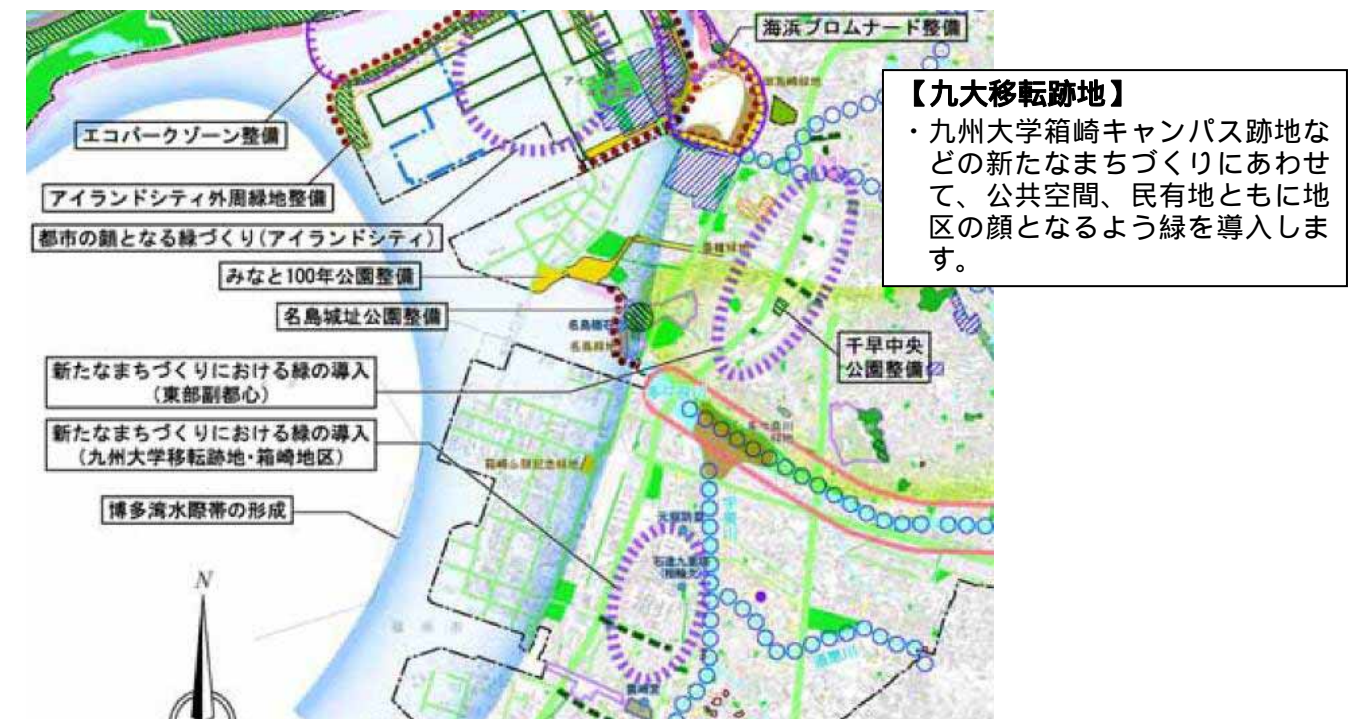 海浜プロムナード整備
【九大移転跡地】
・九州大学箱崎キャンパス跡地な
どの新たなまちづくりにあわせ
て、公共空間、民有地ともに地
区の顔となるよう緑を導入しま
す。
エコパークゾーン整備
アイランドシティ外周緑地整備
都市の顔となる緑づくり(アイランドシティ)
みなと100年公園整備
名島城址公園整備
千早中央
公園整備
新たなまちづくりにおける緑の導入
(東部副都心)
新たなまちづくりにおける緑の導入
(九州大学移転跡地・箱崎地区)
博多湾水際帯の形成
宇美川
N